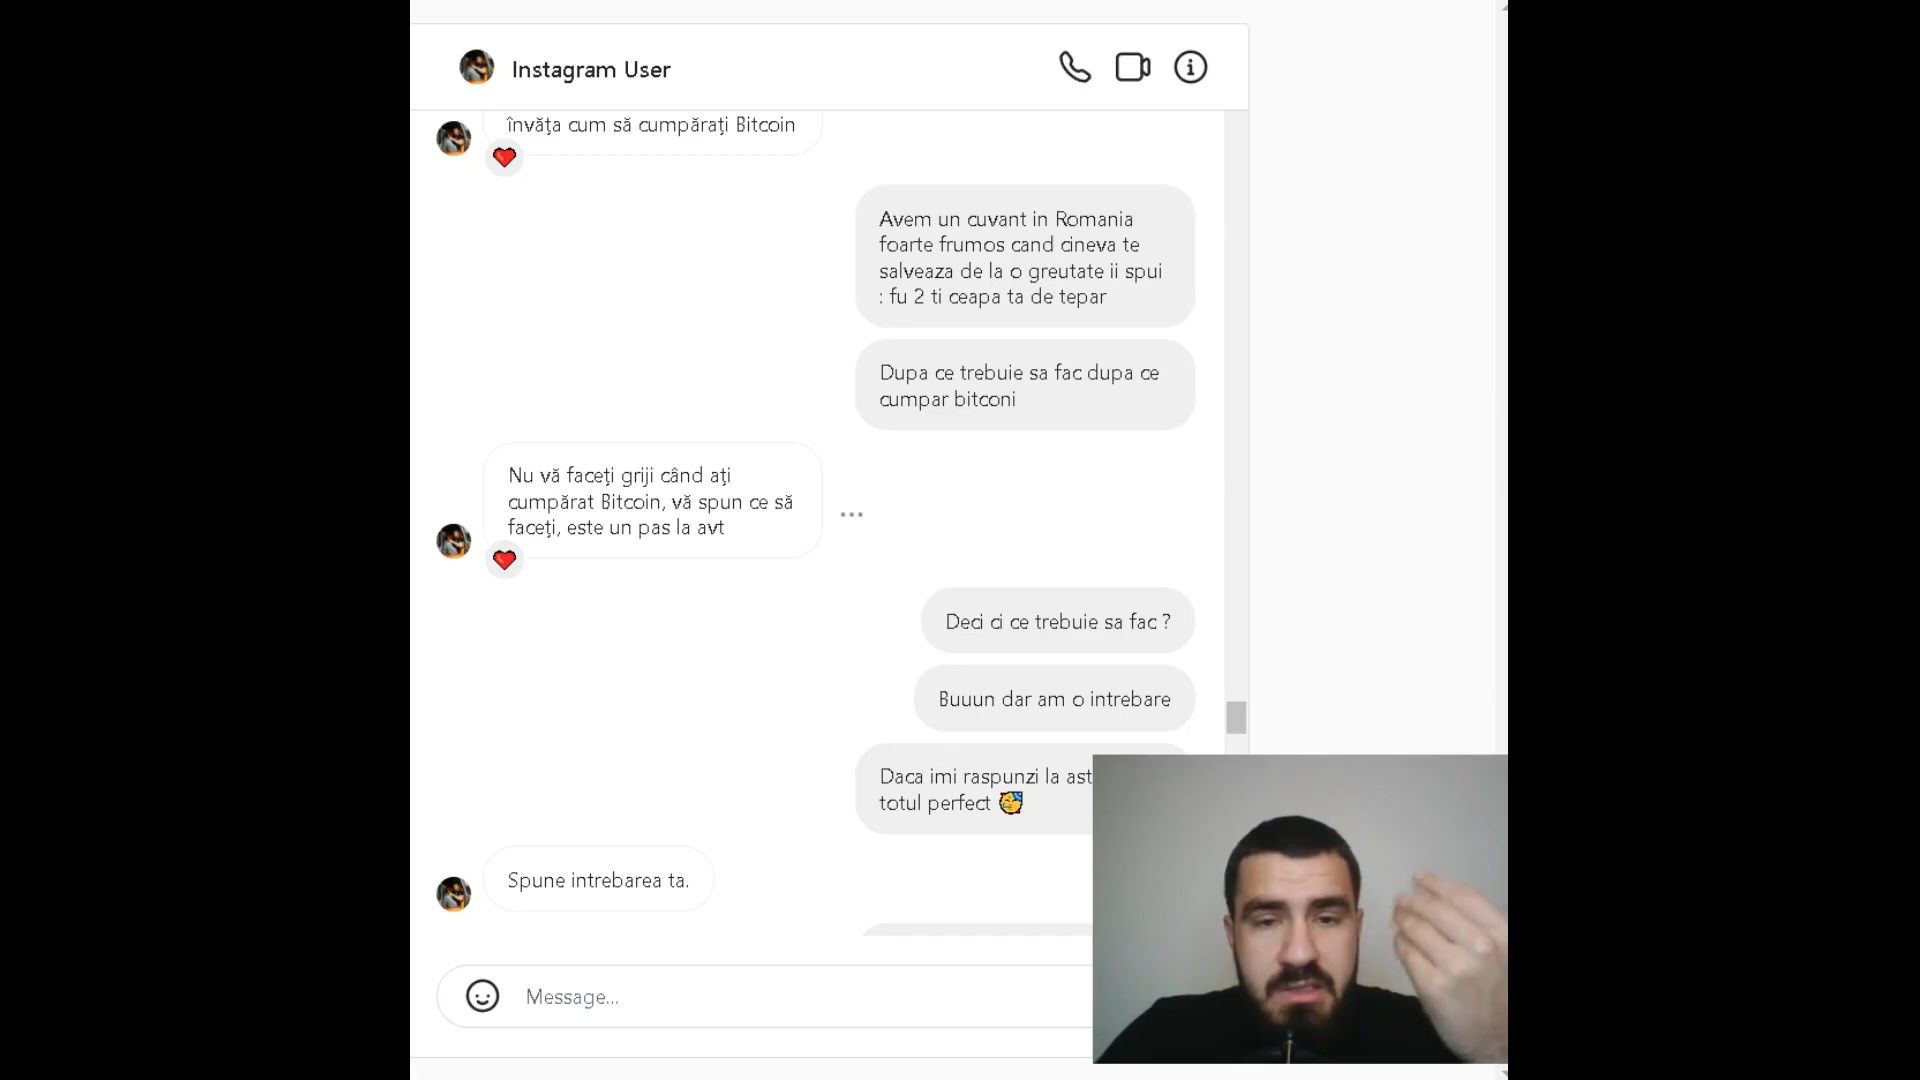 Instagram User
învăța cum să cumpărați Bitcoin
Avem un cuvant in Romania
foarte frumos cand cineva te
salveaza de la o greutate ii spui
: fu 2 ti ceapa ta de tepar
Dupa ce trebuie sa fac dupa ce
cumpar bitconi
Nu vă faceți griji când ați
cumpărat Bitcoin, vă spun ce să
faceți, este un pas la avt
Deci ci ce trebuie sa fac ?
Buuun dar am o intrebare
Daca imi raspunzi la
totul perfect 🥳
Spune intrebarea ta.
Message...